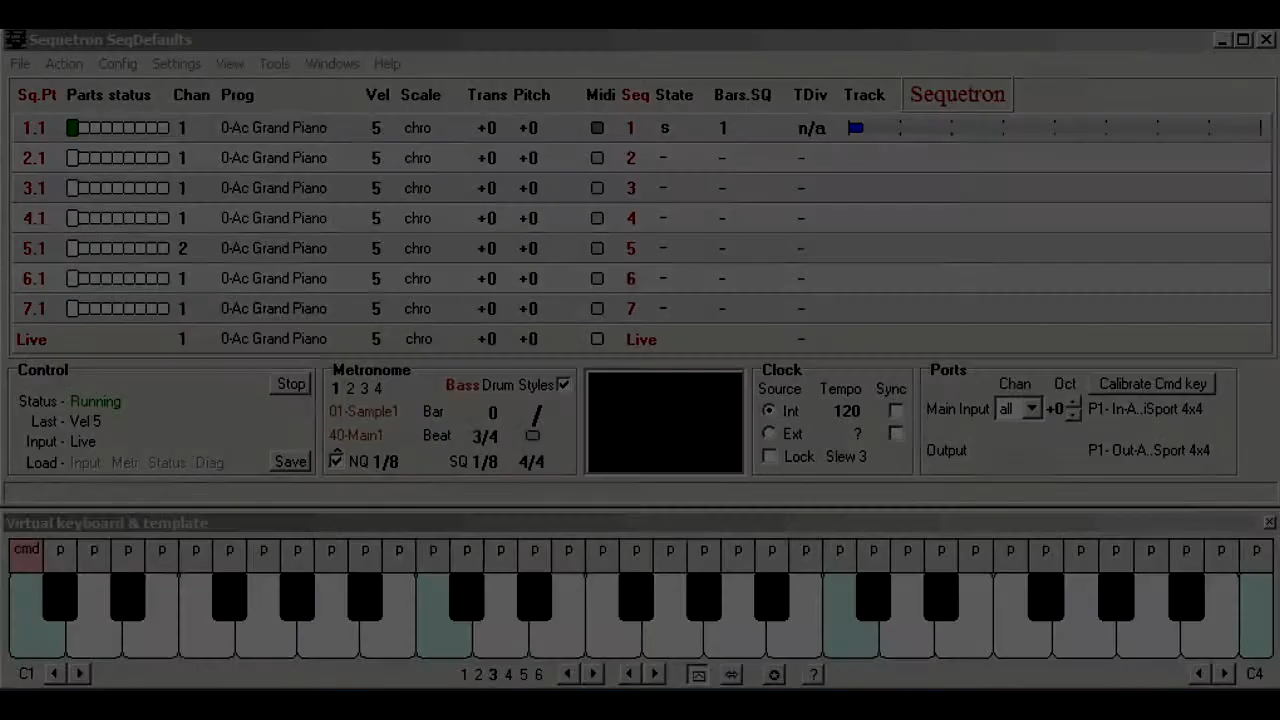 Sequetron SeqDefaults
File Action Config Settings View Tools Windows Help
Sq.Pt Parts status Chan Prog Vel Scale Trans Pitch Midi Seq State Bars.SQ TDiv Track Sequetron
1.1 1 0-Ac Grand Piano 5 chro +0 +0 1 s 1 n/a
2.1 1 0-Ac Grand Piano 5 chro +0 +0 2 - - -
3.1 1 0-Ac Grand Piano 5 chro +0 +0 3 - - -
4.1 1 0-Ac Grand Piano 5 chro +0 +0 4 - - -
5.1 2 0-Ac Grand Piano 5 chro +0 +0 5 - - -
6.1 1 0-Ac Grand Piano 5 chro +0 +0 6 - - -
7.1 1 0-Ac Grand Piano 5 chro +0 +0 7 - - -
Live 1 0-Ac Grand Piano 5 chro +0 +0 Live -
Control
Stop
Status - Running
Last - Vel 5
Input - Live
Load - Input Metr Status Diag Save
Metronome
1 2 3 4 Bass Drum Styles
01-Sample1 Bar 0 /
40-Main1 Beat 3/4
NQ 1/8 SQ 1/8 4/4
Clock
Source Tempo Sync
Int 120
Ext ?
Lock Slew 3
Ports
Chan Oct Calibrate Cmd key
Main Input all +0 P1- In-A..iSport 4x4
Output P1- Out-A..Sport 4x4
Virtual keyboard & template
cmd p p p p p p p p p p p p p p p p p p p p p p p p p p p p p p p p p p p p
C1 1 2 3 4 5 6 ? C4